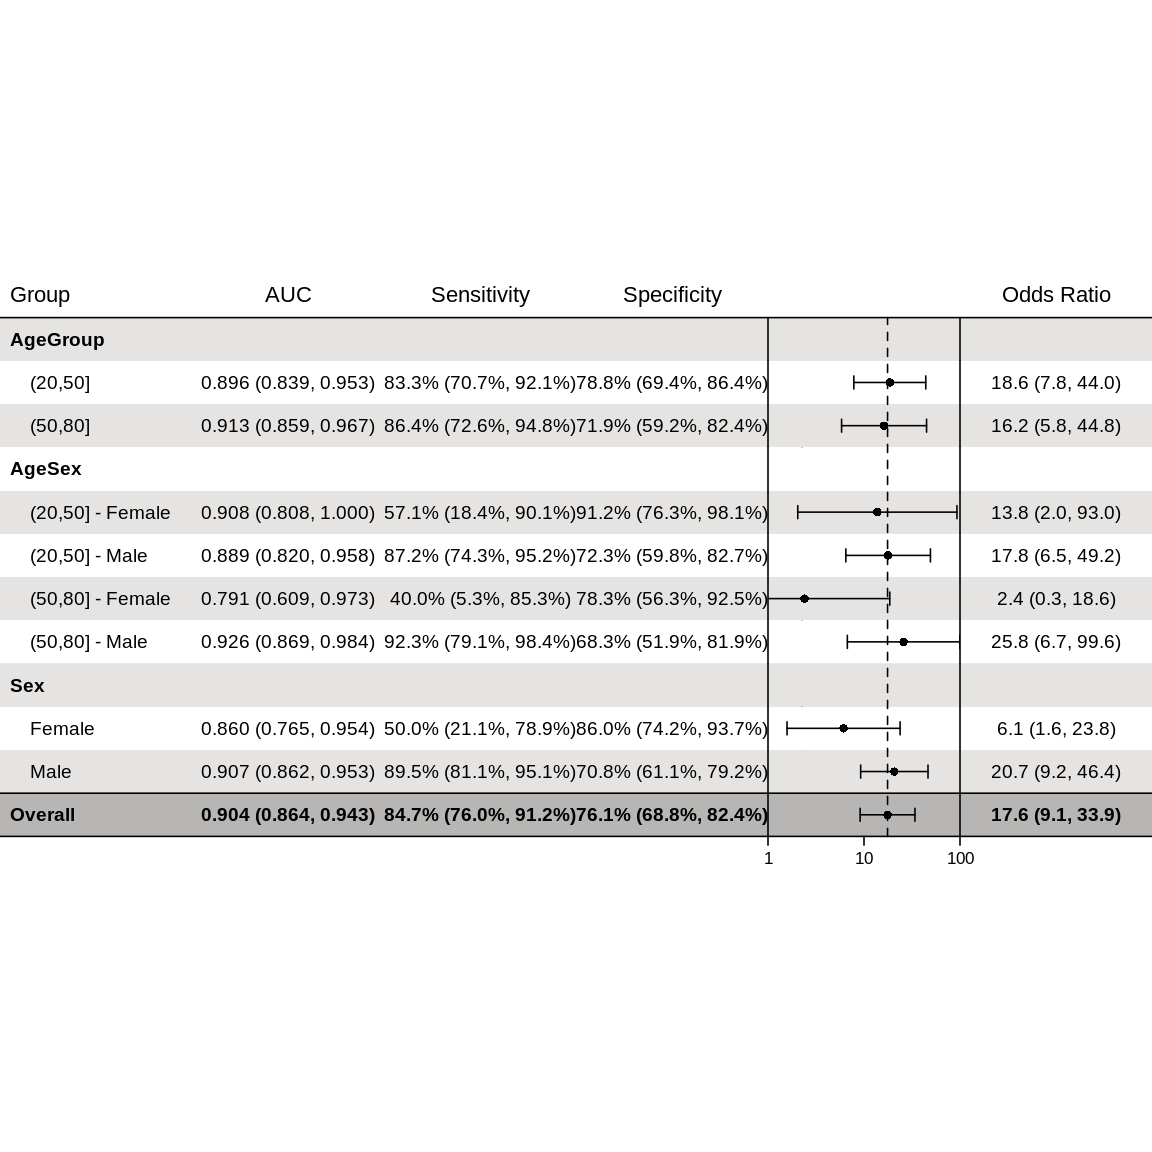 Group AUC Sensitivity Specificity Odds Ratio
AgeGroup
(20,50] 0.896 (0.839, 0.953) 83.3% (70.7%, 92.1%) 78.8% (69.4%, 86.4%) 18.6 (7.8, 44.0)
(50,80] 0.913 (0.859, 0.967) 86.4% (72.6%, 94.8%) 71.9% (59.2%, 82.4%) 16.2 (5.8, 44.8)
AgeSex
(20,50] - Female 0.908 (0.808, 1.000) 57.1% (18.4%, 90.1%) 91.2% (76.3%, 98.1%) 13.8 (2.0, 93.0)
(20,50] - Male 0.889 (0.820, 0.958) 87.2% (74.3%, 95.2%) 72.3% (59.8%, 82.7%) 17.8 (6.5, 49.2)
(50,80] - Female 0.791 (0.609, 0.973) 40.0% (5.3%, 85.3%) 78.3% (56.3%, 92.5%) 2.4 (0.3, 18.6)
(50,80] - Male 0.926 (0.869, 0.984) 92.3% (79.1%, 98.4%) 68.3% (51.9%, 81.9%) 25.8 (6.7, 99.6)
Sex
Female 0.860 (0.765, 0.954) 50.0% (21.1%, 78.9%) 86.0% (74.2%, 93.7%) 6.1 (1.6, 23.8)
Male 0.907 (0.862, 0.953) 89.5% (81.1%, 95.1%) 70.8% (61.1%, 79.2%) 20.7 (9.2, 46.4)
Overall 0.904 (0.864, 0.943) 84.7% (76.0%, 91.2%) 76.1% (68.8%, 82.4%) 17.6 (9.1, 33.9)
1 10 100